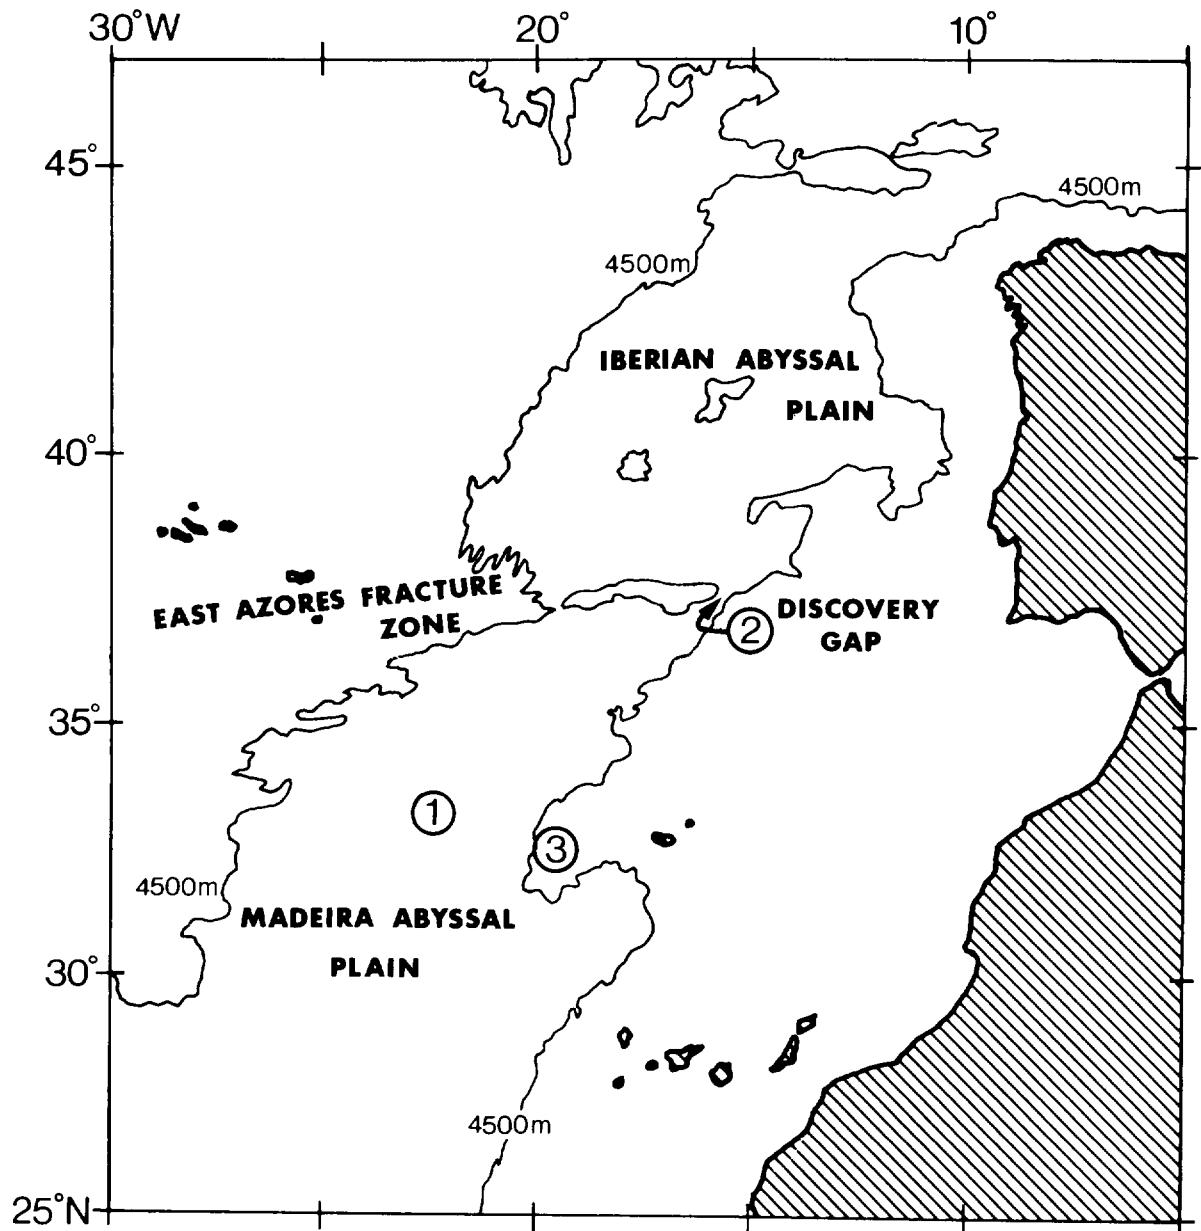 30°W 20° 10°
45°
4500m
4500m
IBERIAN ABYSSAL
PLAIN
40°
EAST AZORES FRACTURE
ZONE
DISCOVERY
GAP
2
35°
1
3
4500m
MADEIRA ABYSSAL
PLAIN
30°
4500m
25°N